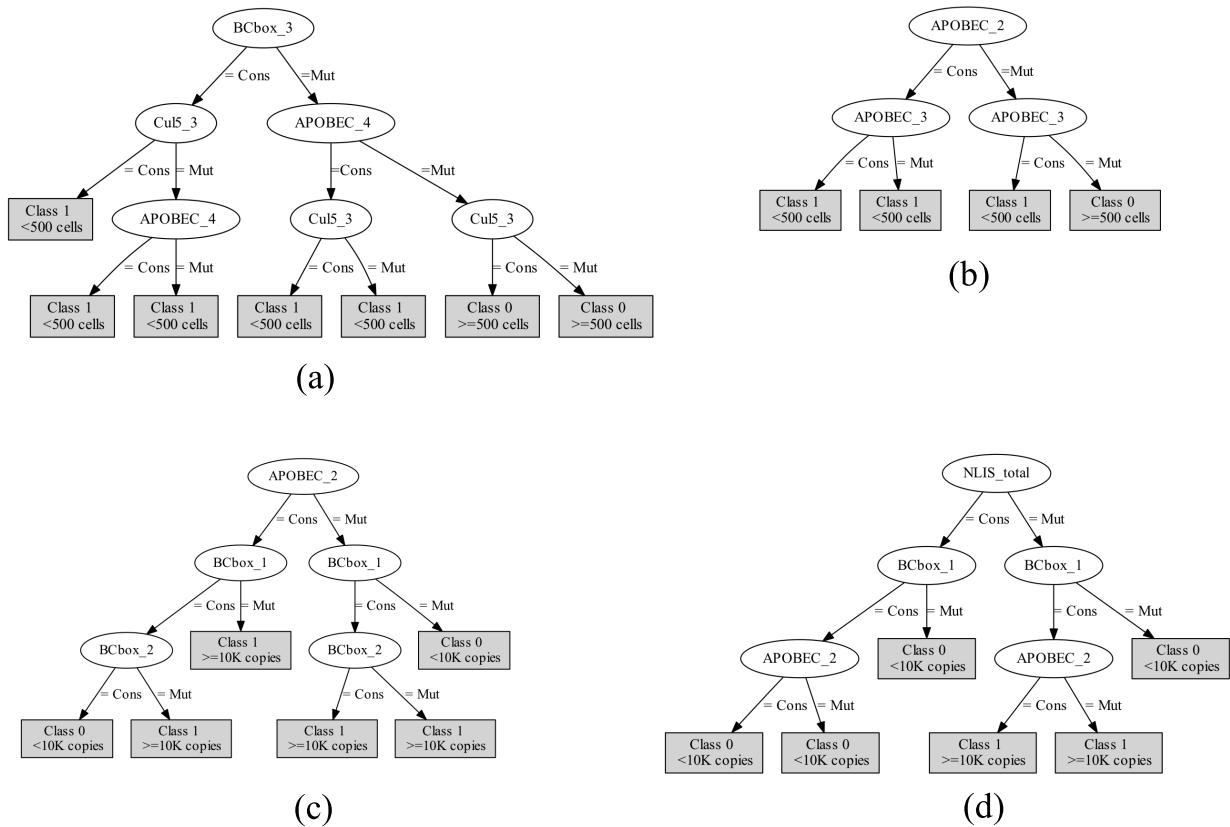 BCbox_3
= Cons
=Mut
Cul5_3
APOBEC_4
= Cons
= Mut
=Cons
=Mut
Class 1
<500 cells
APOBEC_4
Cul5_3
Cul5_3
= Cons
= Mut
= Cons
= Mut
= Cons
= Mut
Class 1
<500 cells
Class 1
<500 cells
Class 1
<500 cells
Class 1
<500 cells
Class 0
>=500 cells
Class 0
>=500 cells
(a)
APOBEC_2
= Cons
=Mut
APOBEC_3
APOBEC_3
= Cons
= Mut
= Cons
= Mut
Class 1
<500 cells
Class 1
<500 cells
Class 1
<500 cells
Class 0
>=500 cells
(b)
APOBEC_2
= Cons
= Mut
BCbox_1
BCbox_1
= Cons
= Mut
= Cons
= Mut
BCbox_2
Class 1
>=10K copies
BCbox_2
Class 0
<10K copies
= Cons
= Mut
= Cons
= Mut
Class 0
<10K copies
Class 1
>=10K copies
Class 1
>=10K copies
Class 1
>=10K copies
(c)
NLIS_total
= Cons
= Mut
BCbox_1
BCbox_1
= Cons
= Mut
= Cons
= Mut
APOBEC_2
Class 0
<10K copies
APOBEC_2
Class 0
<10K copies
= Cons
= Mut
= Cons
= Mut
Class 0
<10K copies
Class 0
<10K copies
Class 1
>=10K copies
Class 1
>=10K copies
(d)